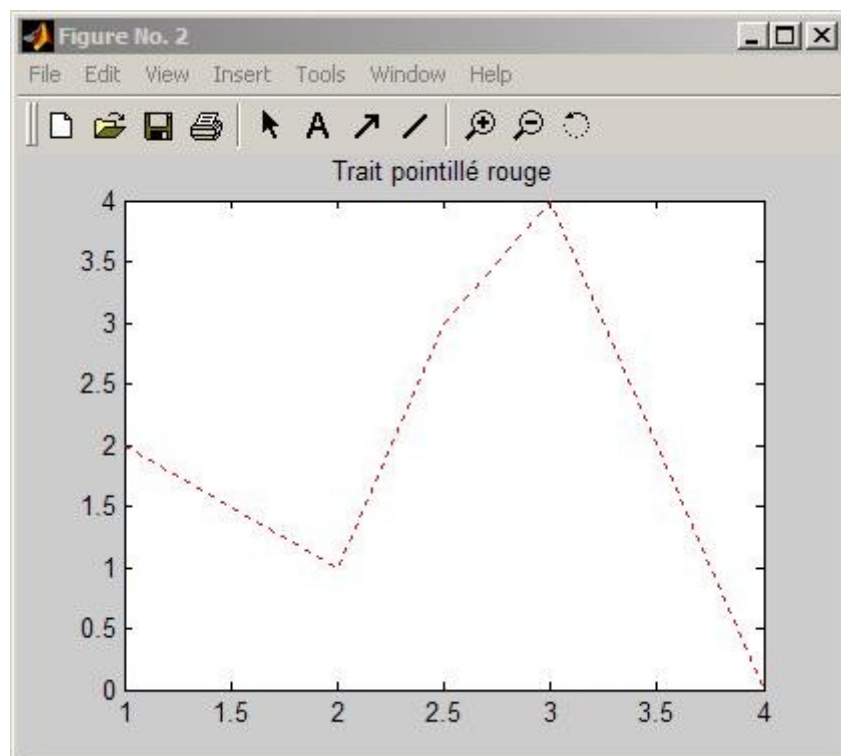 Figure No. 2
File Edit View Insert Tools Window Help
A
Trait pointillé rouge
4
3.5
3
2.5
2
1.5
1
0.5
0
1 1.5 2 2.5 3 3.5 4